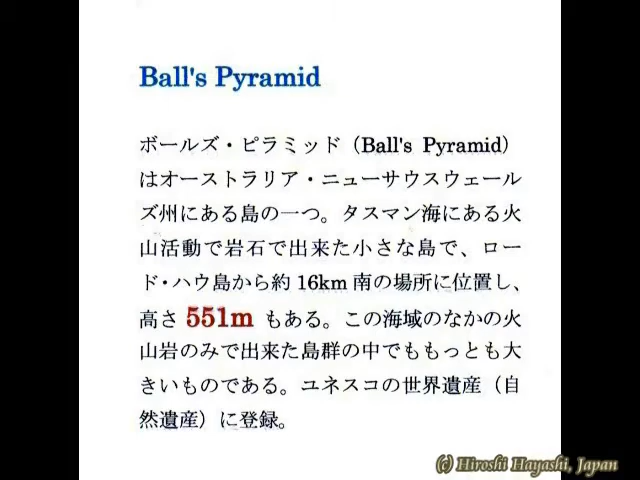 Ball's Pyramid
ボールズ・ピラミッド（Ball's Pyramid）
はオーストラリア・ニューサウスウェール
ズ州にある島の一つ。タスマン海にある火
山活動で岩石で出来た小さな島で、ロー
ド・ハウ島から約 16km 南の場所に位置し、
高さ 551m もある。この海域のなかの火
山岩のみで出来た島群の中でももっとも大
きいものである。ユネスコの世界遺産（自
然遺産）に登録。
(c) Hiroshi Hayashi, Japan